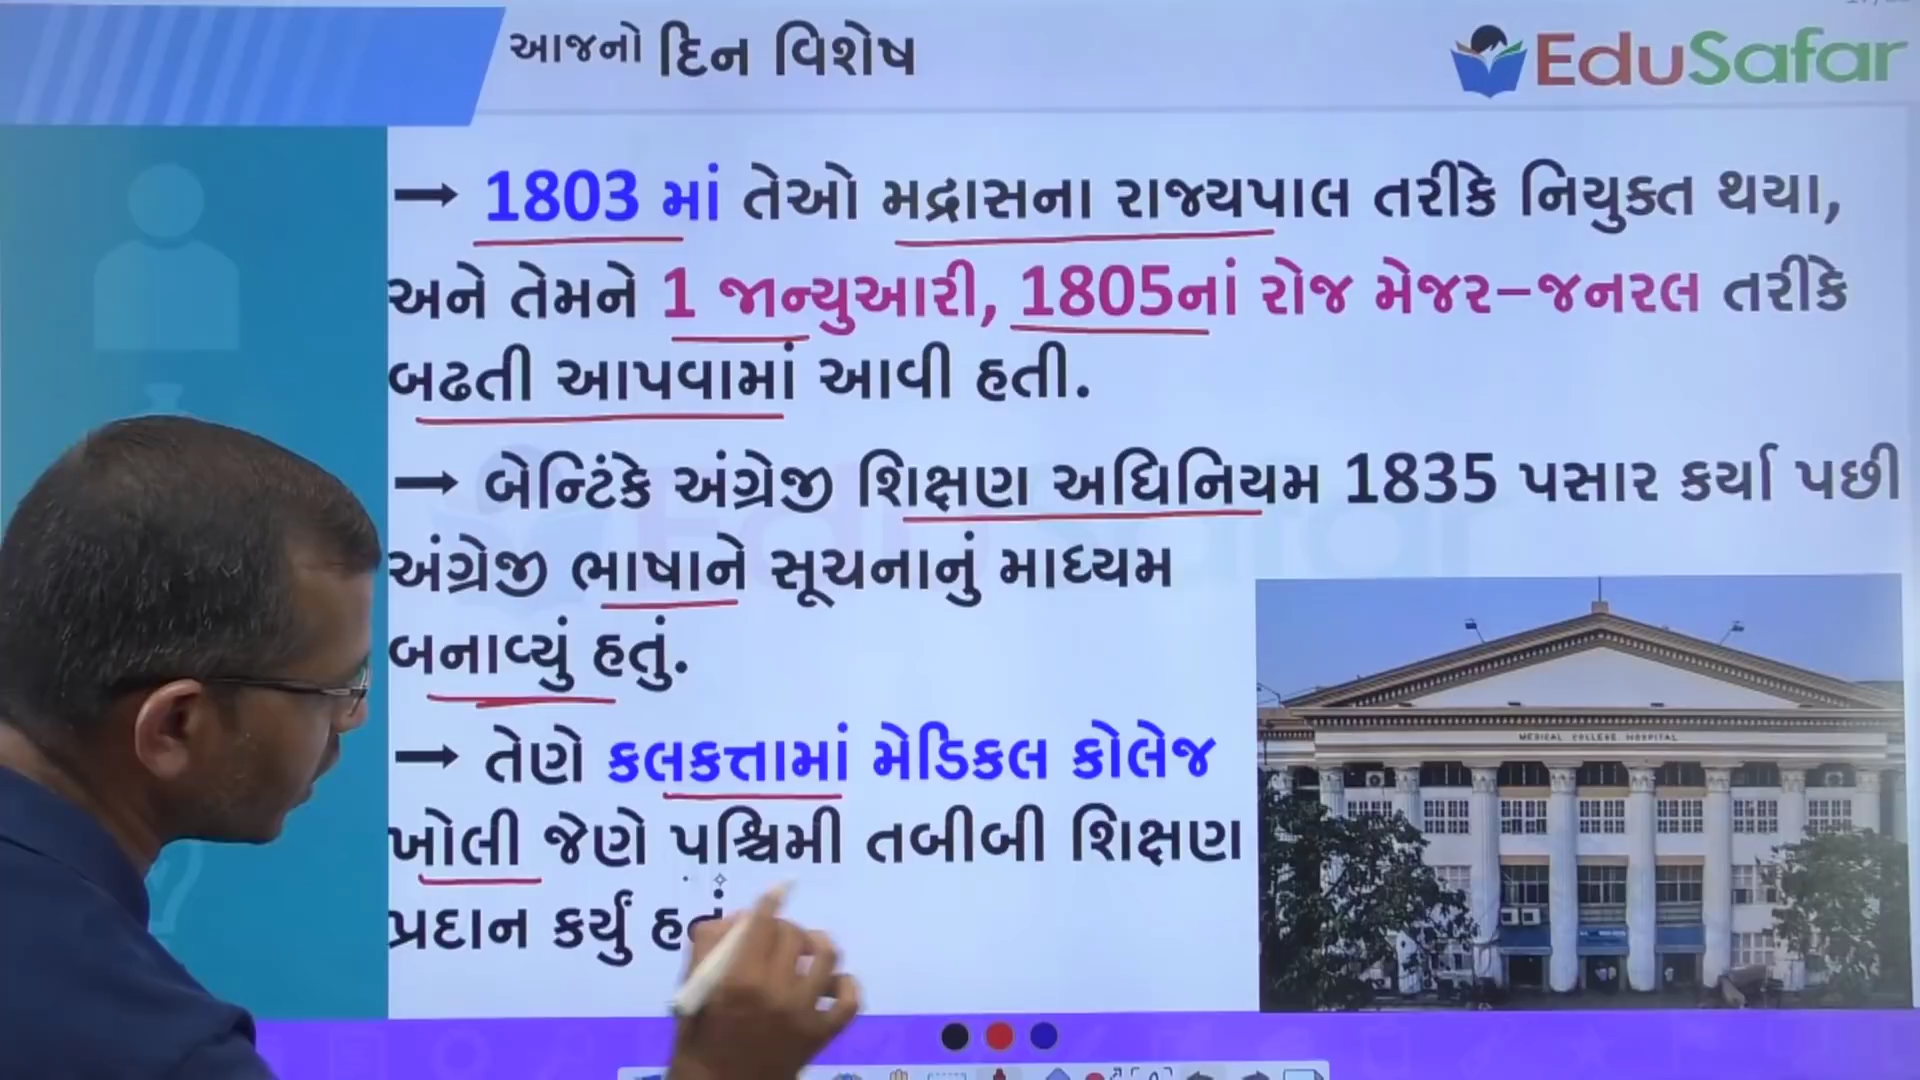 આજનો દિન વિશેષ
EduSafar
→ 1803 માં તેઓ મદ્રાસના રાજ્યપાલ તરીકે નિયુક્ત થયા,
અને તેમને 1 જાન્યુઆરી, 1805નાં રોજ મેજર-જનરલ તરીકે
બઢતી આપવામાં આવી હતી.
→ બેન્ટિંકે અંગ્રેજી શિક્ષણ અધિનિયમ 1835 પસાર કર્યા પછી
અંગ્રેજી ભાષાને સૂચનાનું માધ્યમ
બનાવ્યું હતું.
→ તેણે કલકત્તામાં મેડિકલ કોલેજ
ખોલી જેણે પશ્ચિમી તબીબી શિક્ષણ
પ્રદાન કર્યું
MEDICAL COLLEGE HOSPITAL